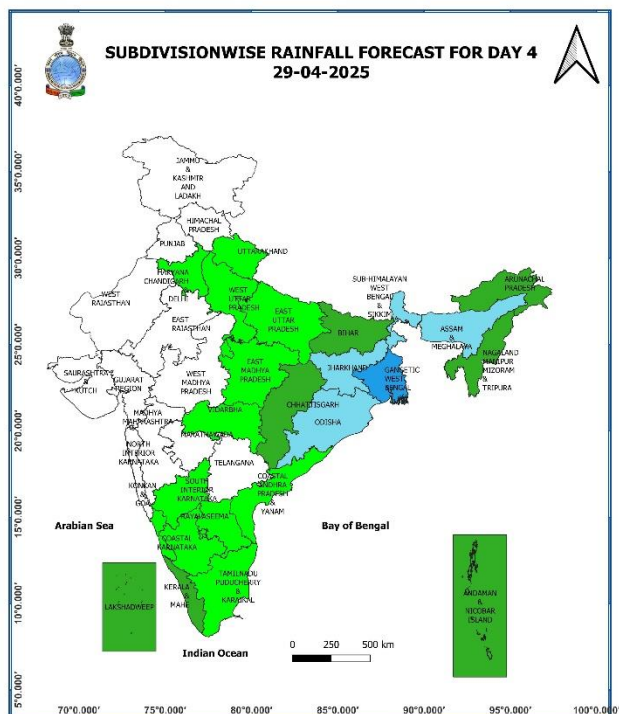 SUBDIVISIONWISE RAINFALL FORECAST FOR DAY 4
29-04-2025
40°0.000'
35°0.000'
30°0.000'
25°0.000'
20°0.000'
15°0.000'
10°0.000'
5°0.000'
JAMMU
&
KASHMIR
AND
LADAKH
HIMACHAL
PRADESH
PUNJAB
UTTARAKHAND
HARYANA
CHANDIGARH
&
DELHI
WEST
RAJASTHAN
WEST
UTTAR
PRADESH
EAST
UTTAR
PRADESH
EAST
RAJASTHAN
SUB-HIMALAYAN
WEST
BENGAL
&
SIKKIM
ARUNACHAL
PRADESH
BIHAR
ASSAM
&
MEGHALAYA
NAGALAND
MANIPUR
MIZORAM
&
TRIPURA
SAURASHTRA
&
KUTCH
GUJARAT
REGION
WEST
MADHYA
PRADESH
EAST
MADHYA
PRADESH
JHARKHAND
GANGETIC
WEST
BENGAL
CHHATTISGARH
ODISHA
VIDARBHA
MADHYA
MAHARASHTRA
MARATHWADA
NORTH
INTERIOR
KARNATAKA
TELANGANA
KONKAN
&
GOA
SOUTH
INTERIOR
KARNATAKA
COASTAL
ANDHRA
PRADESH
&
YANAM
RAYALASEEMA
COASTAL
KARNATAKA
Arabian Sea
Bay of Bengal
TAMILNADU
PUDUCHERRY
&
KARAIKAL
KERALA
&
MAHE
LAKSHADWEEP
ANDAMAN
&
NICOBAR
ISLAND
0 250 500 km
Indian Ocean
70°0.000' 75°0.000' 80°0.000' 85°0.000' 90°0.000' 95°0.000' 100°0.000'